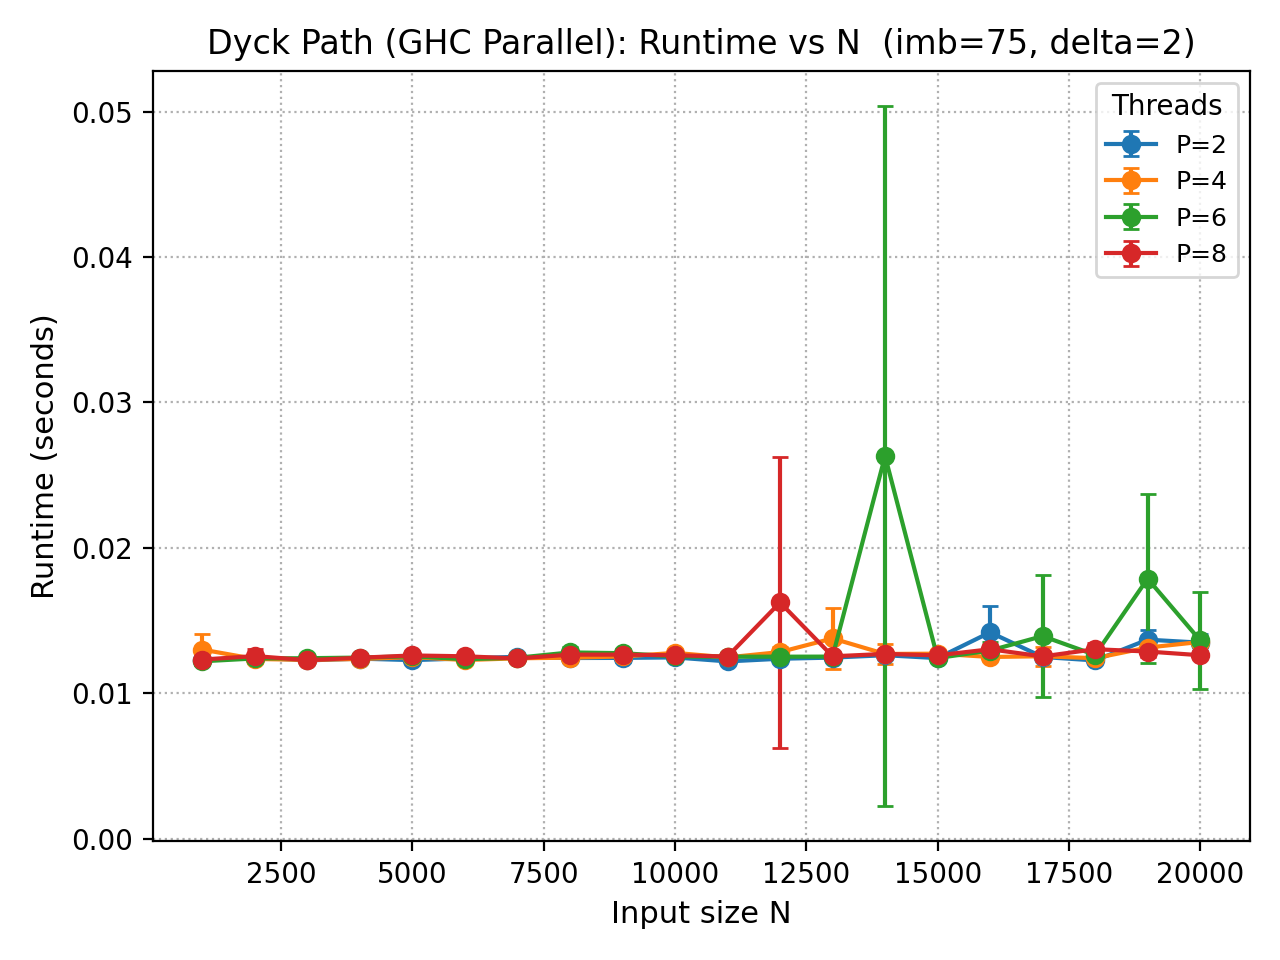 Dyck Path (GHC Parallel): Runtime vs N (imb=75, delta=2)
Threads
P=2
P=4
P=6
P=8
Runtime (seconds)
0.05
0.04
0.03
0.02
0.01
0.00
2500 5000 7500 10000 12500 15000 17500 20000
Input size N